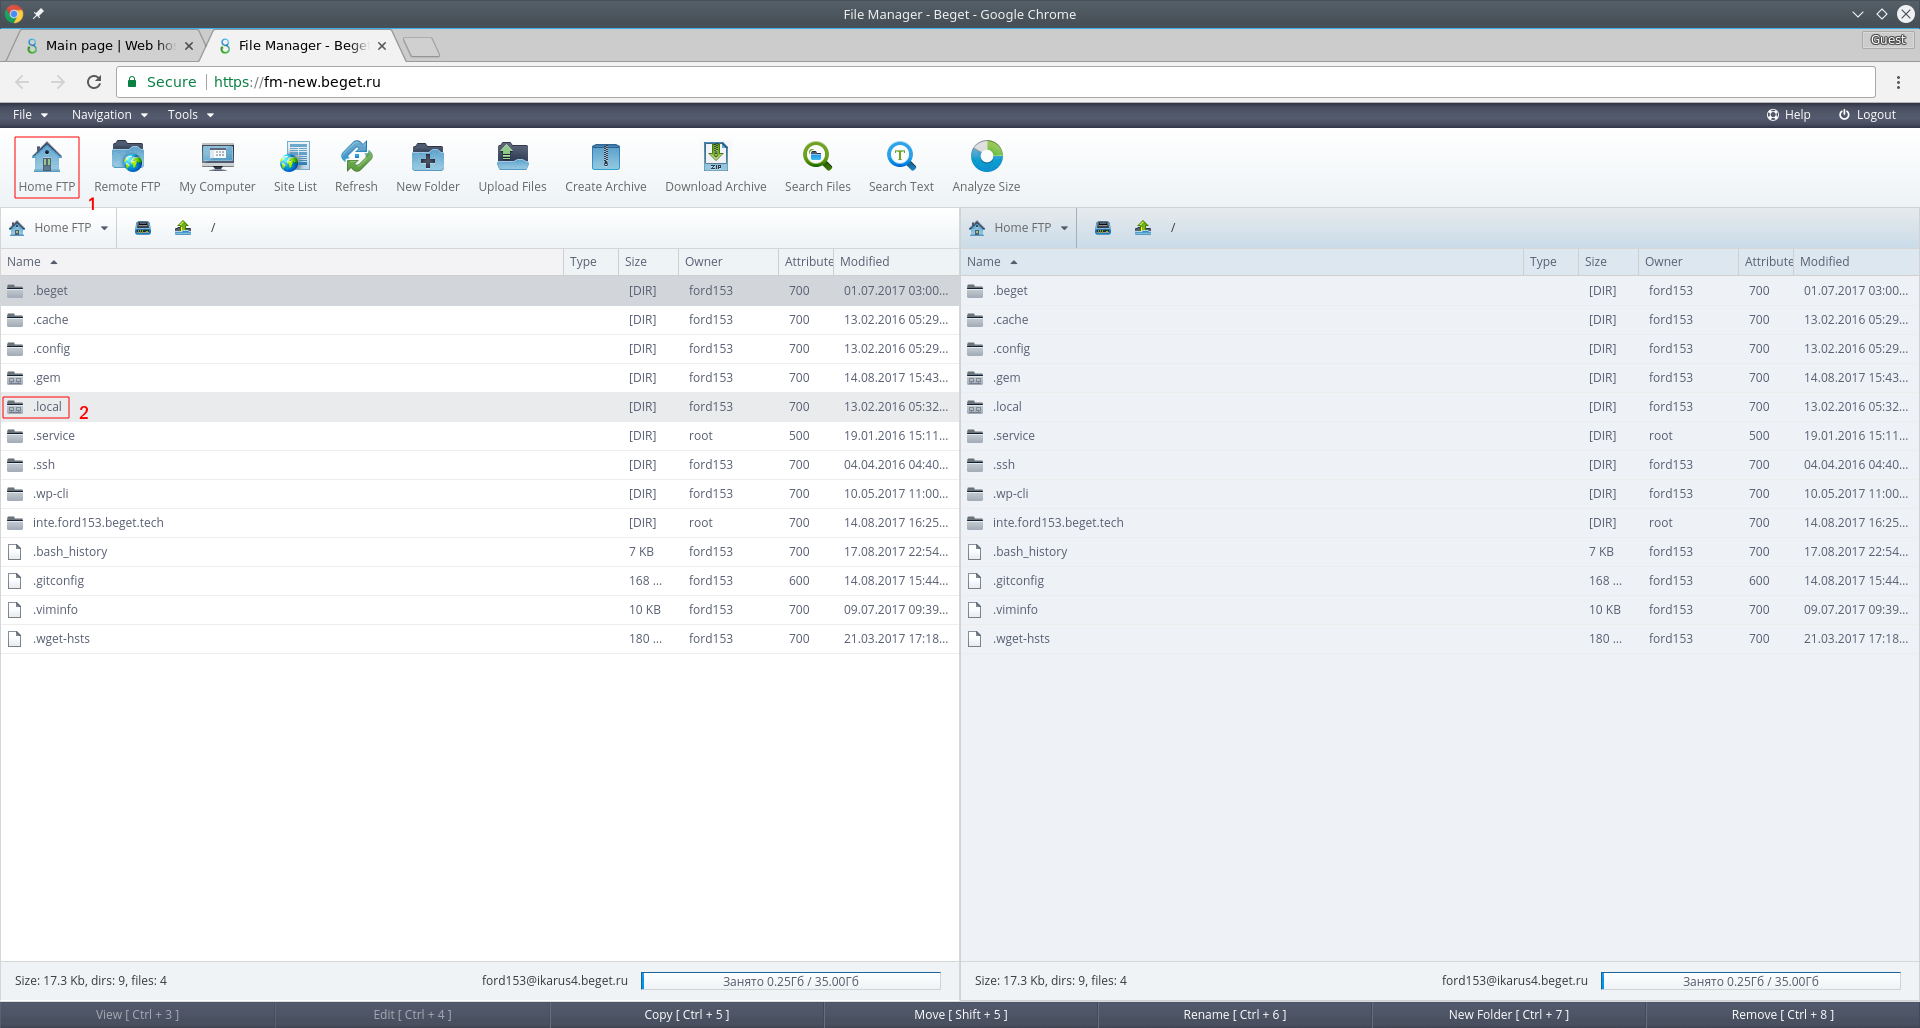 File Manager - Beget - Google Chrome
Main page | Web ho
File Manager - Bege
Guest
Secure https://fm-new.beget.ru
File Navigation Tools Help Logout
Home FTP Remote FTP My Computer Site List Refresh New Folder Upload Files Create Archive Download Archive Search Files Search Text Analyze Size
1
Home FTP /
Name Type Size Owner Attribute Modified
.beget [DIR] ford153 700 01.07.2017 03:00...
.cache [DIR] ford153 700 13.02.2016 05:29...
.config [DIR] ford153 700 13.02.2016 05:29...
.gem [DIR] ford153 700 14.08.2017 15:43...
.local 2 [DIR] ford153 700 13.02.2016 05:32...
.service [DIR] root 500 19.01.2016 15:11...
.ssh [DIR] ford153 700 04.04.2016 04:40...
.wp-cli [DIR] ford153 700 10.05.2017 11:00...
inte.ford153.beget.tech [DIR] root 700 14.08.2017 16:25...
.bash_history 7 KB ford153 700 17.08.2017 22:54...
.gitconfig 168 ... ford153 600 14.08.2017 15:44...
.viminfo 10 KB ford153 700 09.07.2017 09:39...
.wget-hsts 180 ... ford153 700 21.03.2017 17:18...
Size: 17.3 Kb, dirs: 9, files: 4 ford153@ikarus4.beget.ru Занято 0.25Гб / 35.00Гб
Home FTP /
Name Type Size Owner Attribute Modified
.beget [DIR] ford153 700 01.07.2017 03:00...
.cache [DIR] ford153 700 13.02.2016 05:29...
.config [DIR] ford153 700 13.02.2016 05:29...
.gem [DIR] ford153 700 14.08.2017 15:43...
.local [DIR] ford153 700 13.02.2016 05:32...
.service [DIR] root 500 19.01.2016 15:11...
.ssh [DIR] ford153 700 04.04.2016 04:40...
.wp-cli [DIR] ford153 700 10.05.2017 11:00...
inte.ford153.beget.tech [DIR] root 700 14.08.2017 16:25...
.bash_history 7 KB ford153 700 17.08.2017 22:54...
.gitconfig 168 ... ford153 600 14.08.2017 15:44...
.viminfo 10 KB ford153 700 09.07.2017 09:39...
.wget-hsts 180 ... ford153 700 21.03.2017 17:18...
Size: 17.3 Kb, dirs: 9, files: 4 ford153@ikarus4.beget.ru Занято 0.25Гб / 35.00Гб
View [ Ctrl + 3 ] Edit [ Ctrl + 4 ] Copy [ Ctrl + 5 ] Move [ Shift + 5 ] Rename [ Ctrl + 6 ] New Folder [ Ctrl + 7 ] Remove [ Ctrl + 8 ]